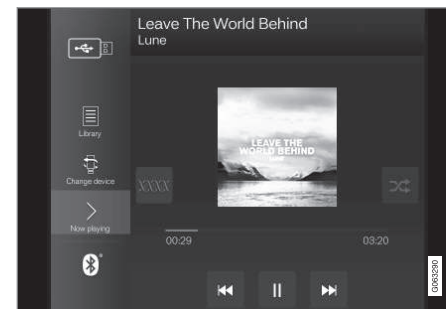 Leave The World Behind
Lune
Library
Change device
Now playing
LEAVE THE
WORLD BEHIND
LUNE
XXXX
00:29
03:20
G063290